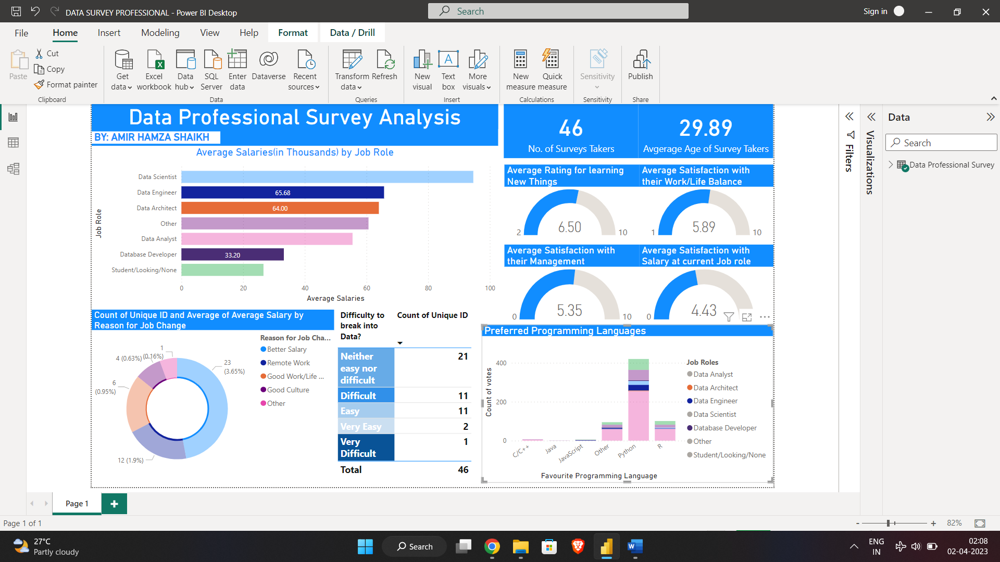 DATA SURVEY PROFESSIONAL - Power BI Desktop
Search
Sign in
File
Home
Insert
Modeling
View
Help
Format
Data / Drill
Paste
Cut
Copy
Format painter
Clipboard
Get data
Excel workbook
Data hub
SQL Server
Enter data
Dataverse
Recent sources
Data
Transform data
Refresh
Queries
New visual
Text box
More visuals
Insert
New measure
Quick measure
Calculations
Sensitivity
Sensitivity
Publish
Share
Data Professional Survey Analysis
BY: AMIR HAMZA SHAIKH
46
No. of Surveys Takers
29.89
Avgerage Age of Survey Takers
Average Salaries(in Thousands) by Job Role
Job Role
Data Scientist
Data Engineer
65.68
Data Architect
64.00
Other
Data Analyst
Database Developer
33.20
Student/Looking/None
0
20
40
60
80
100
Average Salaries
Average Rating for learning
New Things
2
6.50
10
Average Satisfaction with
their Work/Life Balance
1
5.89
10
Average Satisfaction with
their Management
0
5.35
10
Average Satisfaction with
Salary at current Job role
0
4.43
Count of Unique ID and Average of Average Salary by
Reason for Job Change
Reason for Job Cha...
Better Salary
Remote Work
Good Work/Life ...
Good Culture
Other
1
(0.16%)
4 (0.63%)
6
(0.95%)
12 (1.9%)
23
(3.65%)
Difficulty to
break into
Data?
Count of Unique ID
Neither
easy nor
difficult
21
Difficult
11
Easy
11
Very Easy
2
Very
Difficult
1
Total
46
Preferred Programming Languages
Count of votes
400
200
0
C/C++
Java
JavaScript
Other
Python
R
Favourite Programming Language
Job Roles
Data Analyst
Data Architect
Data Engineer
Data Scientist
Database Developer
Other
Student/Looking/None
Filters
Visualizations
Data
Search
Data Professional Survey
Page 1
Page 1 of 1
82%
27°C
Partly cloudy
Search
ENG
IN
02:08
02-04-2023